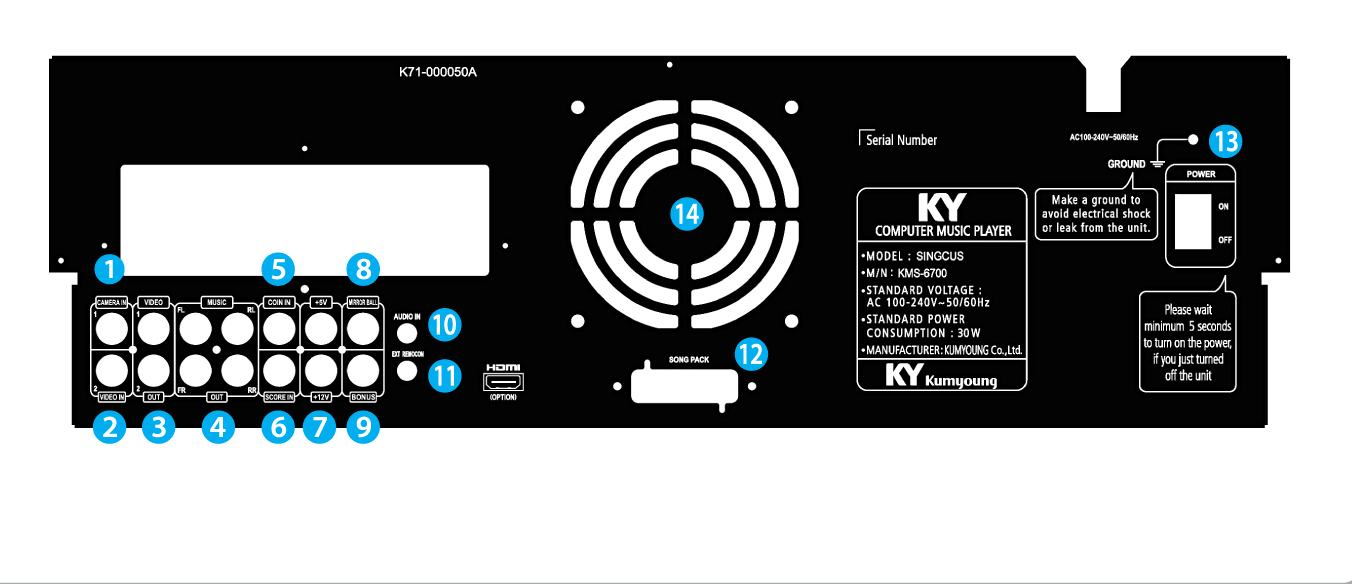 K71-000050A
Serial Number
AC100-240V~50/60Hz
13
GROUND
POWER
ON
OFF
Make a ground to
avoid electrical shock
or leak from the unit.
14
KY
COMPUTER MUSIC PLAYER
•MODEL : SINGCUS
•M/N : KMS-6700
•STANDARD VOLTAGE :
AC 100-240V~50/60Hz
•STANDARD POWER
CONSUMPTION : 30W
•MANUFACTURER: KUMYOUNG Co.,Ltd.
KY Kumyoung
Please wait
minimum 5 seconds
to turn on the power,
if you just turned
off the unit
1 5 8
CAMERA IN VIDEO MUSIC COIN IN +5V MIRROR BALL
1 1 FL RL
AUDIO IN 10
EXT REMOCON 11
2 2 FR RR
VIDEO IN OUT OUT SCORE IN +12V BONUS
2 3 4 6 7 9
HDMI
(OPTION)
SONG PACK 12